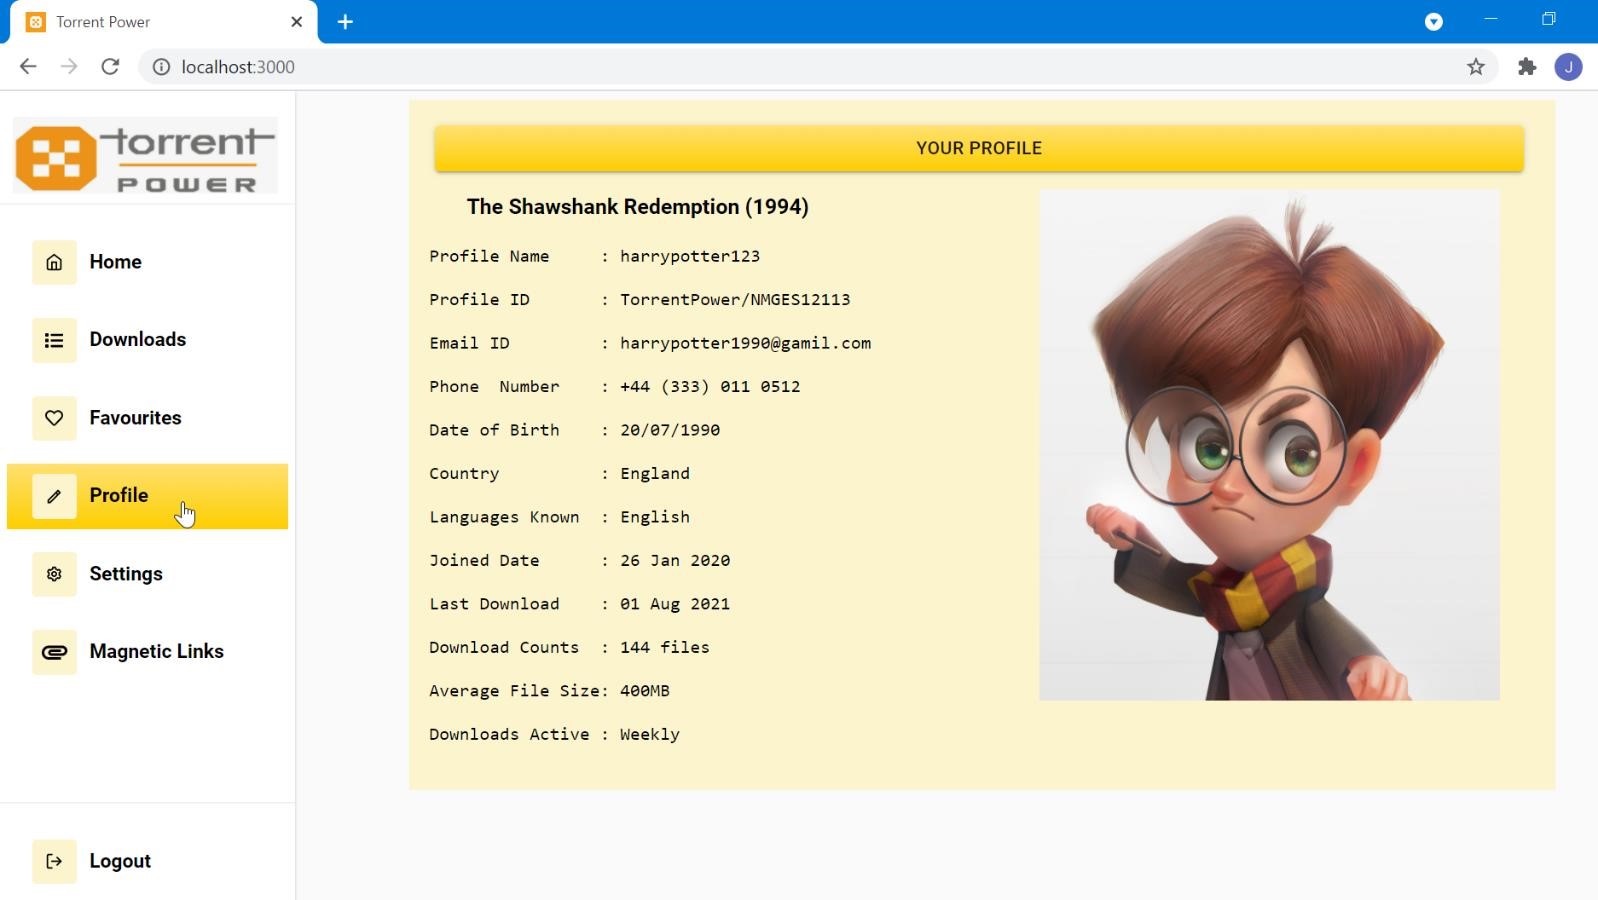 Torrent Power
localhost:3000
J
torrent
POWER
Home
Downloads
Favourites
Profile
Settings
Magnetic Links
Logout
YOUR PROFILE
The Shawshank Redemption (1994)
Profile Name : harrypotter123
Profile ID : TorrentPower/NMGES12113
Email ID : harrypotter1990@gamil.com
Phone Number : +44 (333) 011 0512
Date of Birth : 20/07/1990
Country : England
Languages Known : English
Joined Date : 26 Jan 2020
Last Download : 01 Aug 2021
Download Counts : 144 files
Average File Size: 400MB
Downloads Active : Weekly